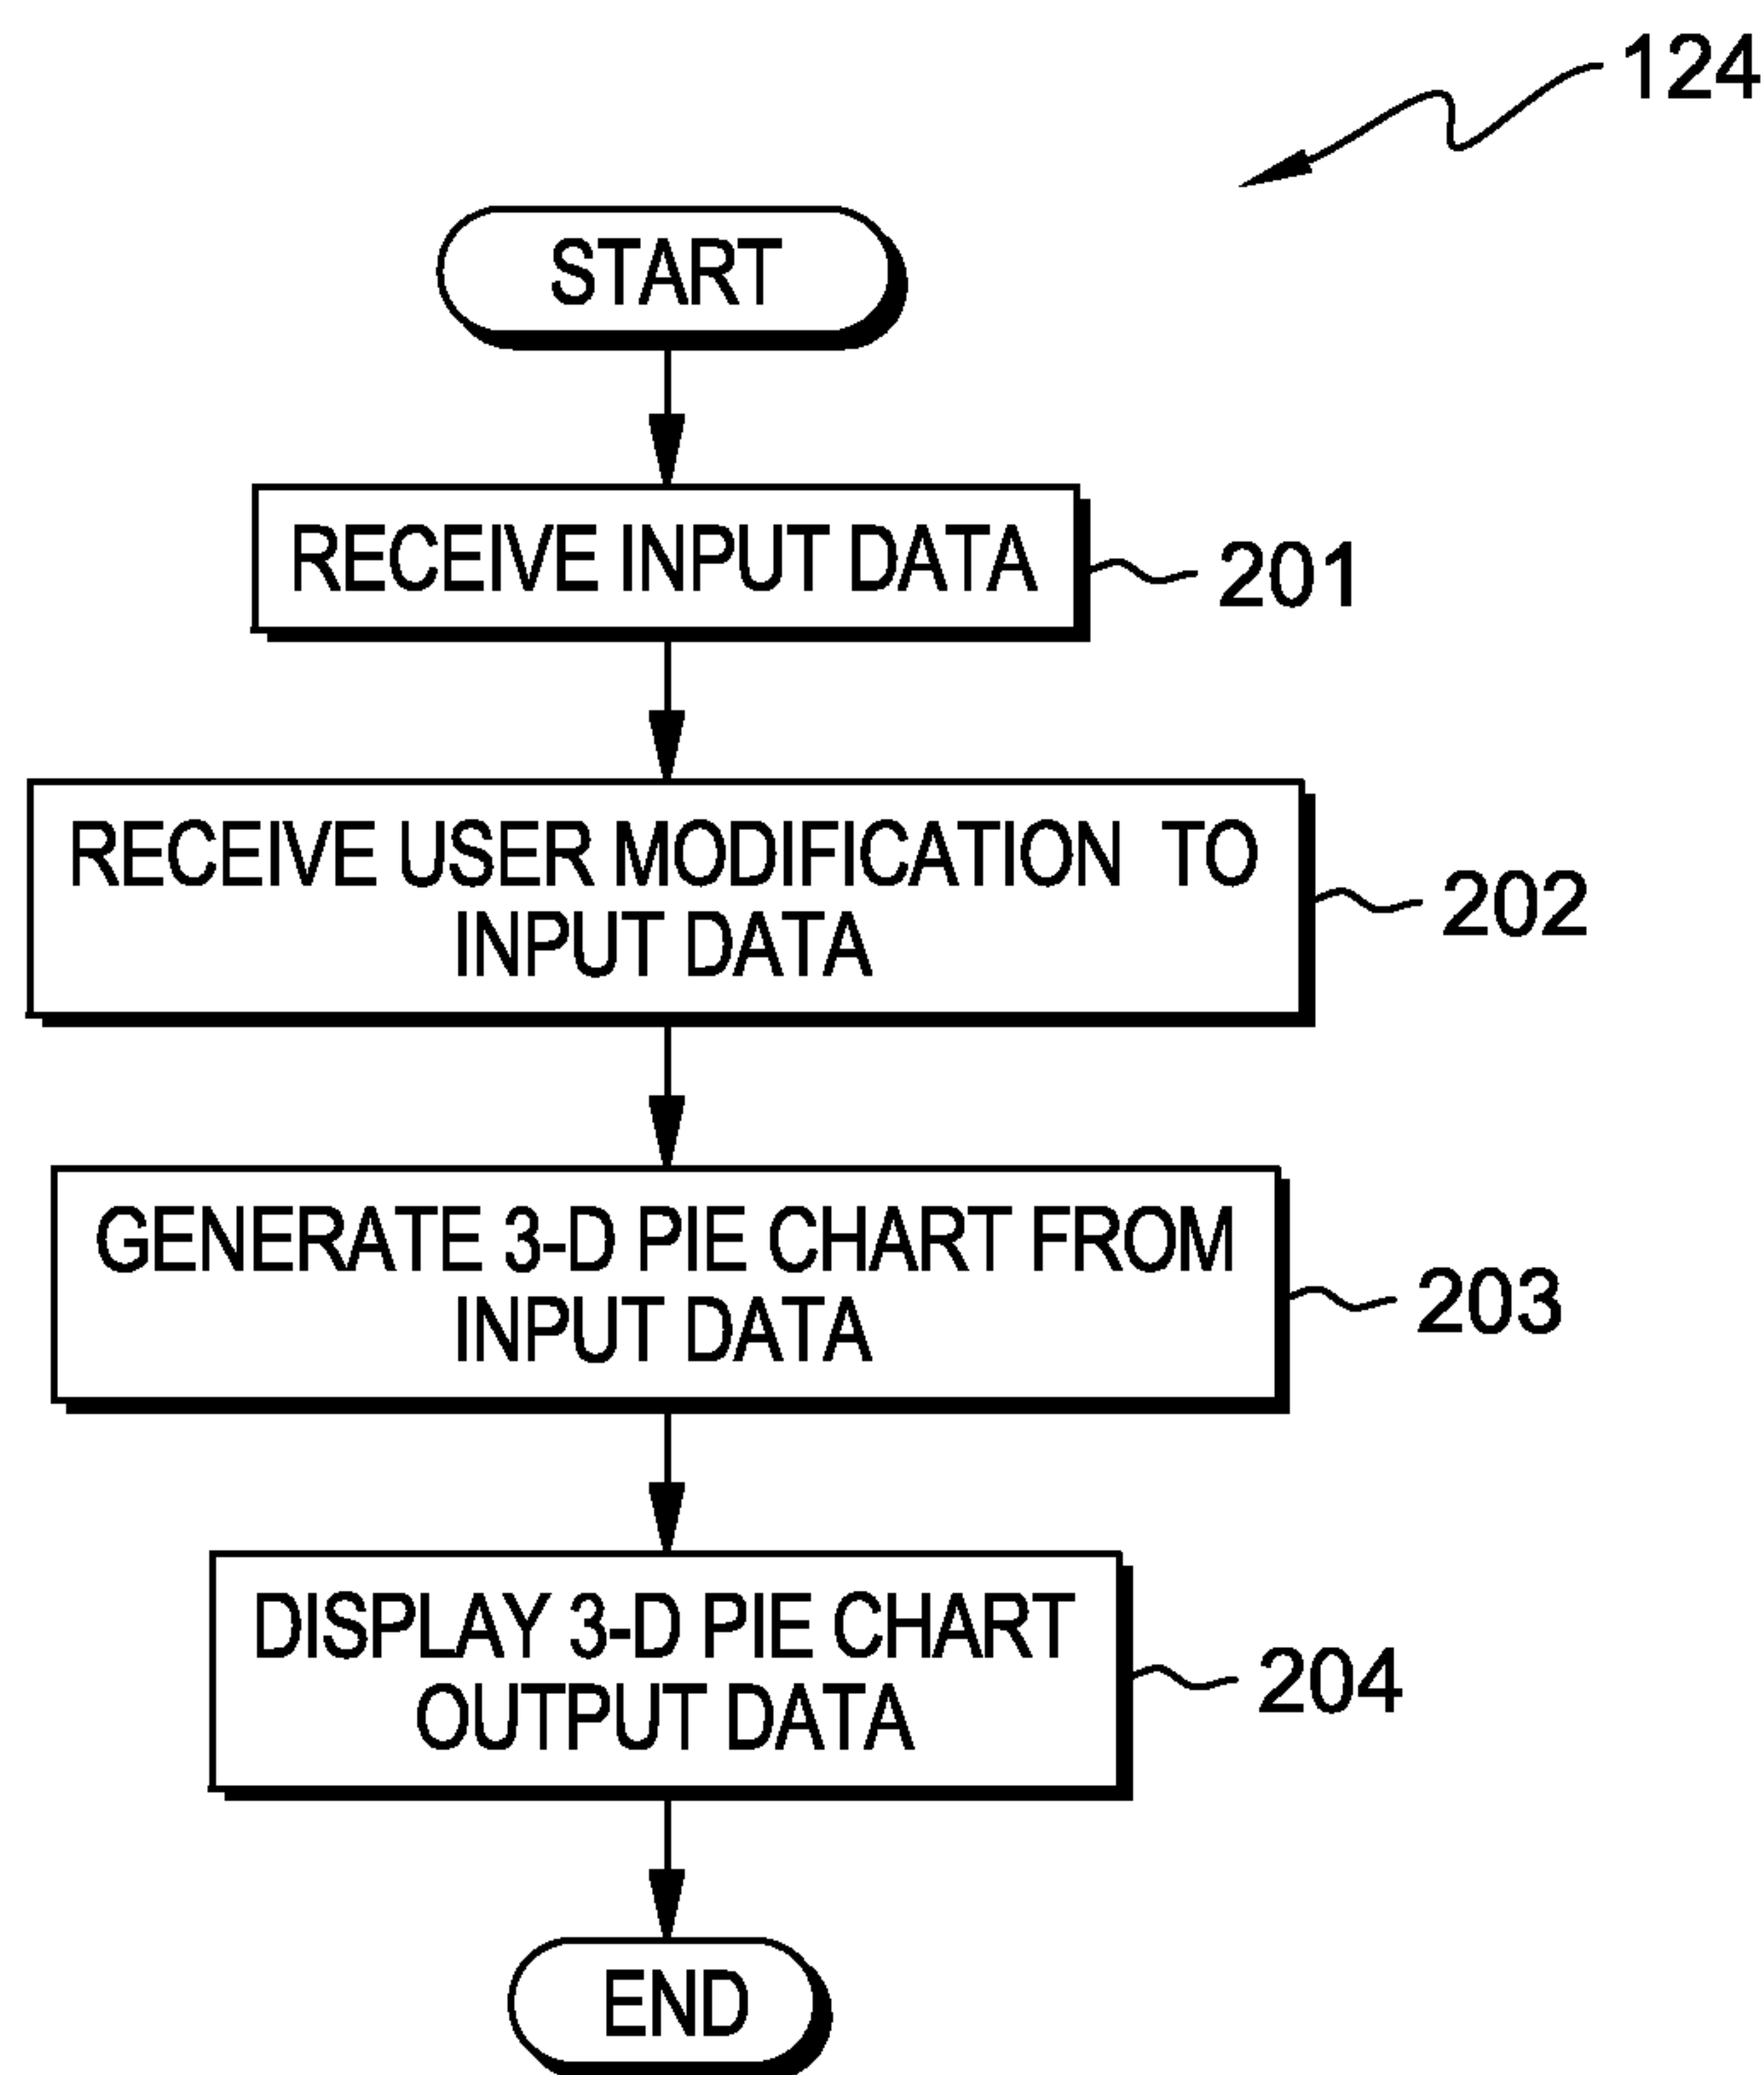 124
START
RECEIVE INPUT DATA
201
RECEIVE USER MODIFICATION TO
INPUT DATA
202
GENERATE 3-D PIE CHART FROM
INPUT DATA
203
DISPLAY 3-D PIE CHART
OUTPUT DATA
204
END